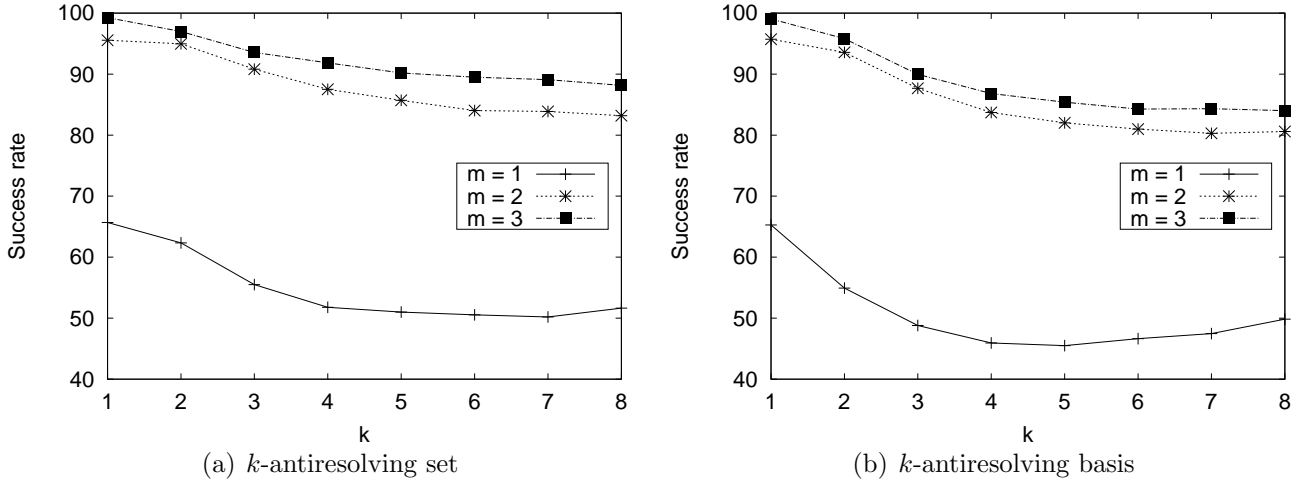 100
90
80
70
60
50
40
Success rate
m = 1
m = 2
m = 3
1 2 3 4 5 6 7 8
k
(a) k-antiresolving set
100
90
80
70
60
50
40
Success rate
m = 1
m = 2
m = 3
1 2 3 4 5 6 7 8
k
(b) k-antiresolving basis